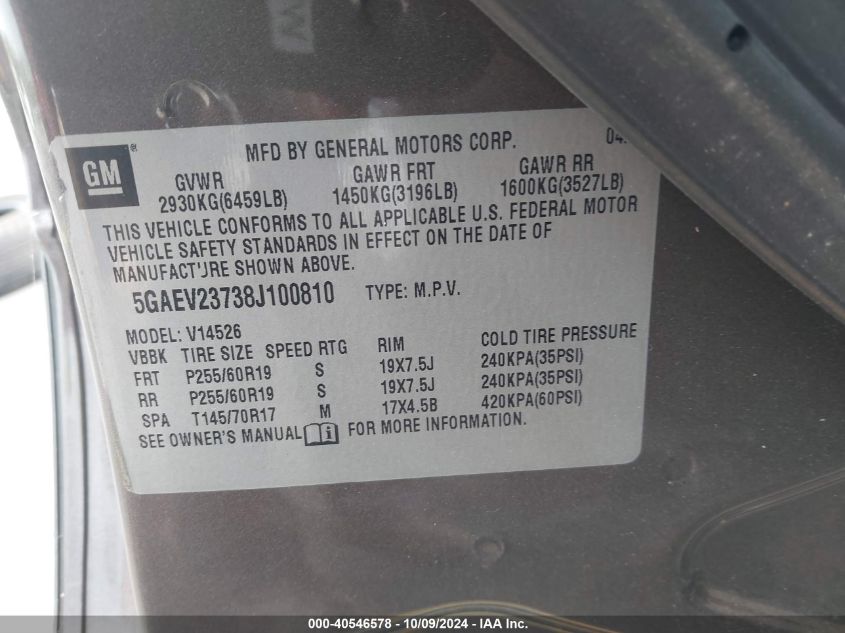 MFD BY GENERAL MOTORS CORP. 04.
GM ®
GVWR GAWR FRT GAWR RR
2930KG(6459LB) 1450KG(3196LB) 1600KG(3527LB)
THIS VEHICLE CONFORMS TO ALL APPLICABLE U.S. FEDERAL MOTOR
VEHICLE SAFETY STANDARDS IN EFFECT ON THE DATE OF
MANUFACT'JRE SHOWN ABOVE.
5GAEV23738J100810 TYPE: M.P.V.
MODEL: V14526
VBBK TIRE SIZE SPEED RTG RIM COLD TIRE PRESSURE
FRT P255/60R19 S 19X7.5J 240KPA(35PSI)
RR P255/60R19 S 19X7.5J 240KPA(35PSI)
SPA T145/70R17 M 17X4.5B 420KPA(60PSI)
SEE OWNER'S MANUAL i FOR MORE INFORMATION.
000-40546578 - 10/09/2024 - IAA Inc.